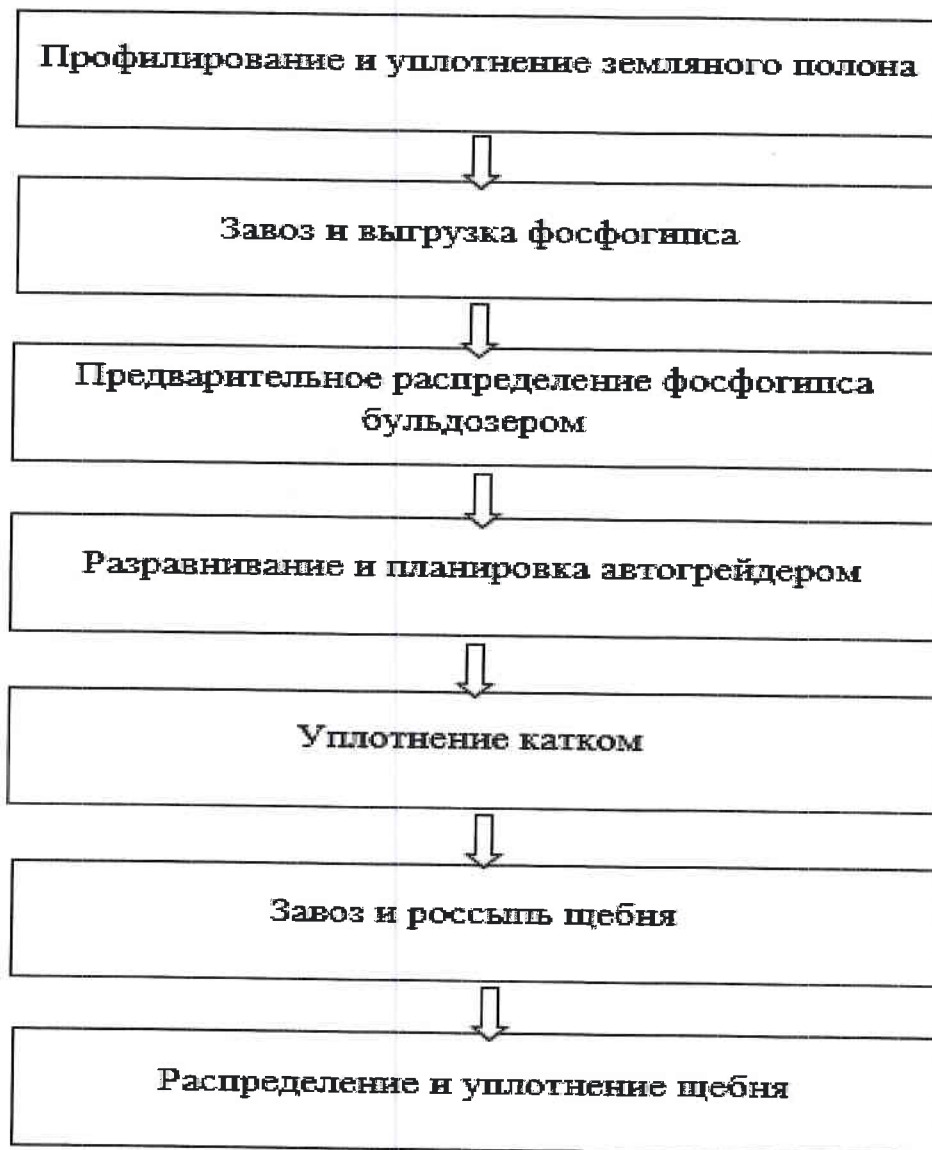 Профилирование и уплотнение земляного полона
Завоз и выгрузка фосфогипса
Предварительное распределение фосфогипса
бульдозером
Разравнивание и планировка автогрейдером
Уплотнение катком
Завоз и россыпь щебня
Распределение и уплотнение щебня